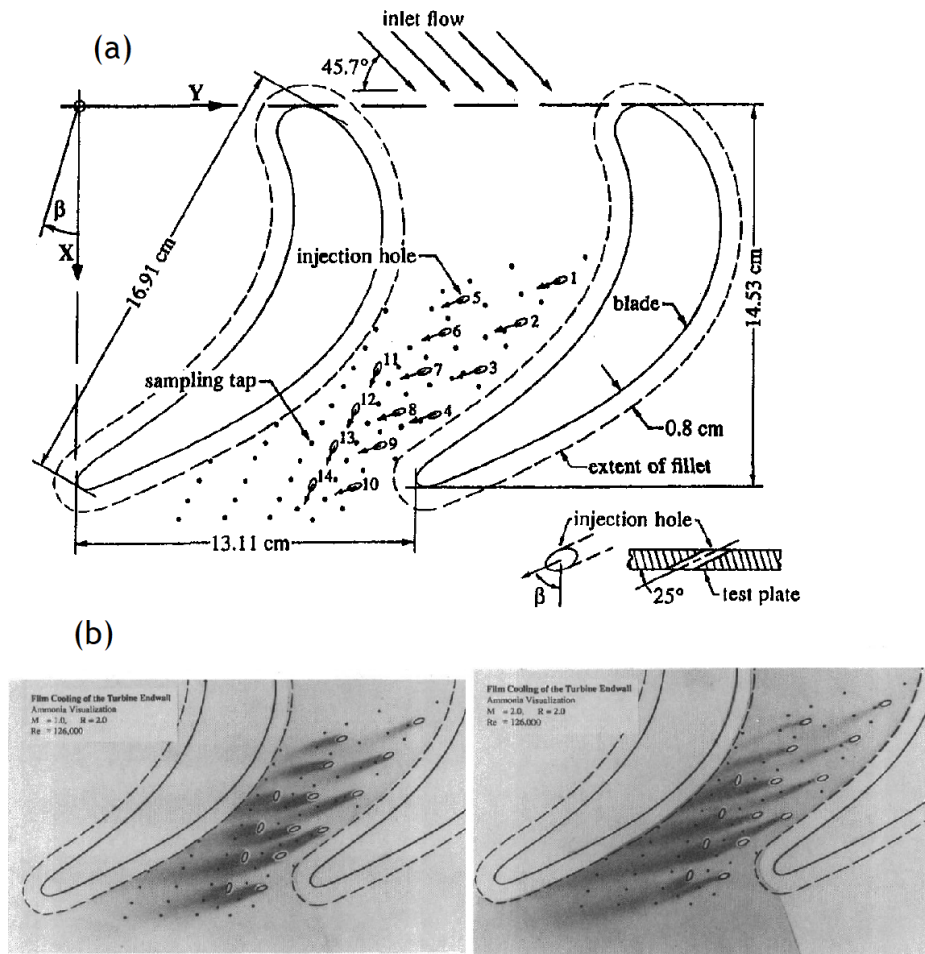 (a)
inlet flow
45.7°
Y
β
X
16.91 cm
injection hole
1
5
2
6
blade
14.53 cm
11
7
3
sampling tap
12
8
4
0.8 cm
13
9
extent of fillet
14
10
13.11 cm
injection hole
β
25°
test plate
(b)
Film Cooling of the Turbine Endwall
Ammonia Visualization
M = 1.0, R = 2.0
Re = 126,000
Film Cooling of the Turbine Endwall
Ammonia Visualization
M = 2.0, R = 2.0
Re = 126,000